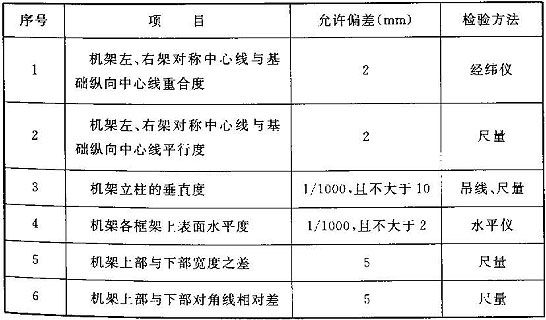 序号 项 目 允许偏差(mm) 检验方法
1 机架左、右架对称中心线与基础纵向中心线重合度 2 经纬仪
2 机架左、右架对称中心线与基础纵向中心线平行度 2 尺量
3 机架立柱的垂直度 1/1000,且不大于10 吊线、尺量
4 机架各框架上表面水平度 1/1000,且不大于2 水平仪
5 机架上部与下部宽度之差 5 尺量
6 机架上部与下部对角线相对差 5 尺量